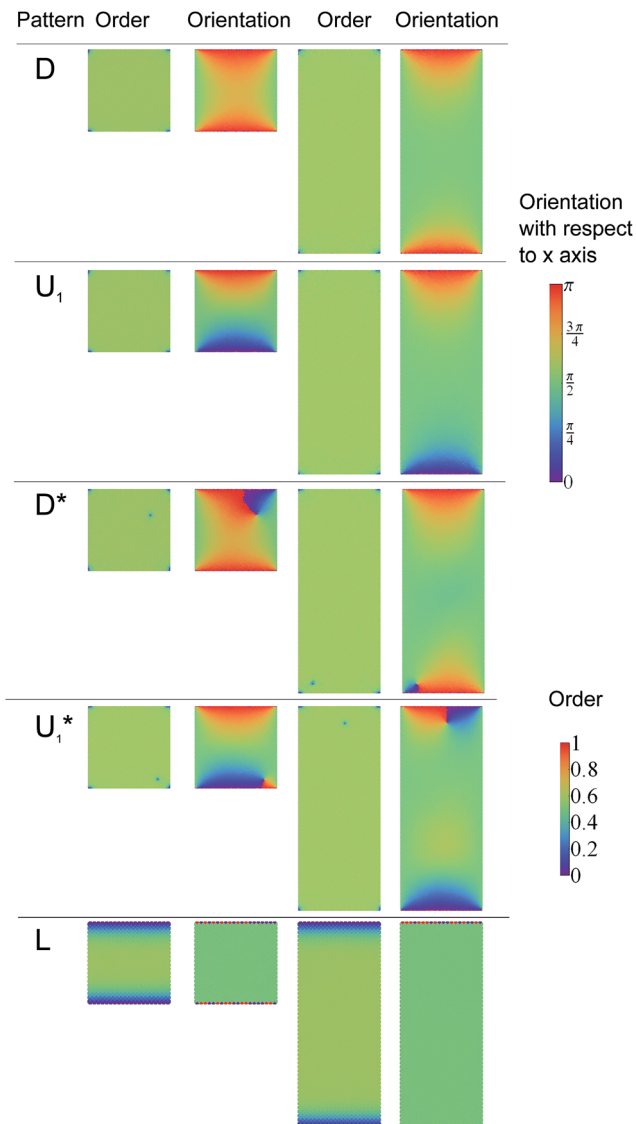 Pattern Order Orientation Order Orientation
D
Orientation
with respect
to x axis
U₁
π
3π/4
π/2
π/4
0
D*
U₁*
Order
1
0.8
0.6
0.4
0.2
0
L